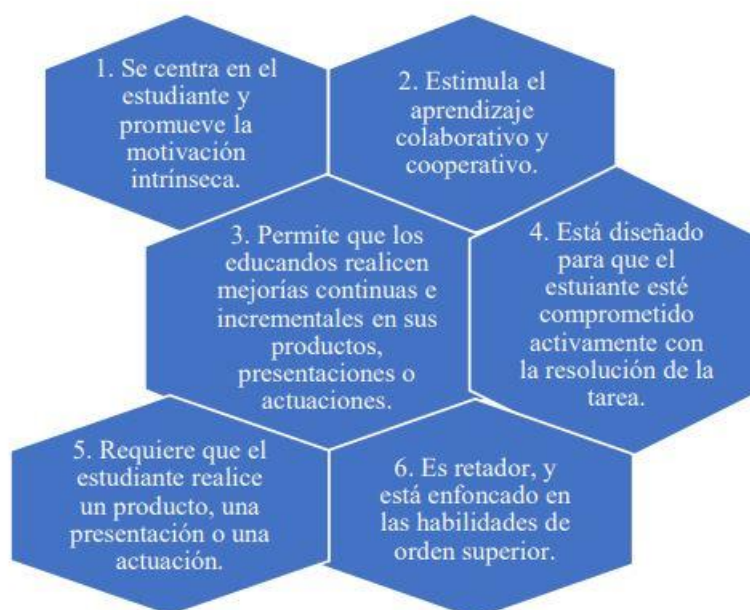 1. Se centra en el
estudiante y
promueve la
motivación
intrínseca.
2. Estimula el
aprendizaje
colaborativo y
cooperativo.
3. Permite que los
educandos realicen
mejorías continuas e
incrementales en sus
productos,
presentaciones o
actuaciones.
4. Está diseñado
para que el
estuiante esté
comprometido
activamente con
la resolución de la
tarea.
5. Requiere que el
estudiante realice
un producto, una
presentación o una
actuación.
6. Es retador, y
está enfoncado en
las habilidades de
orden superior.